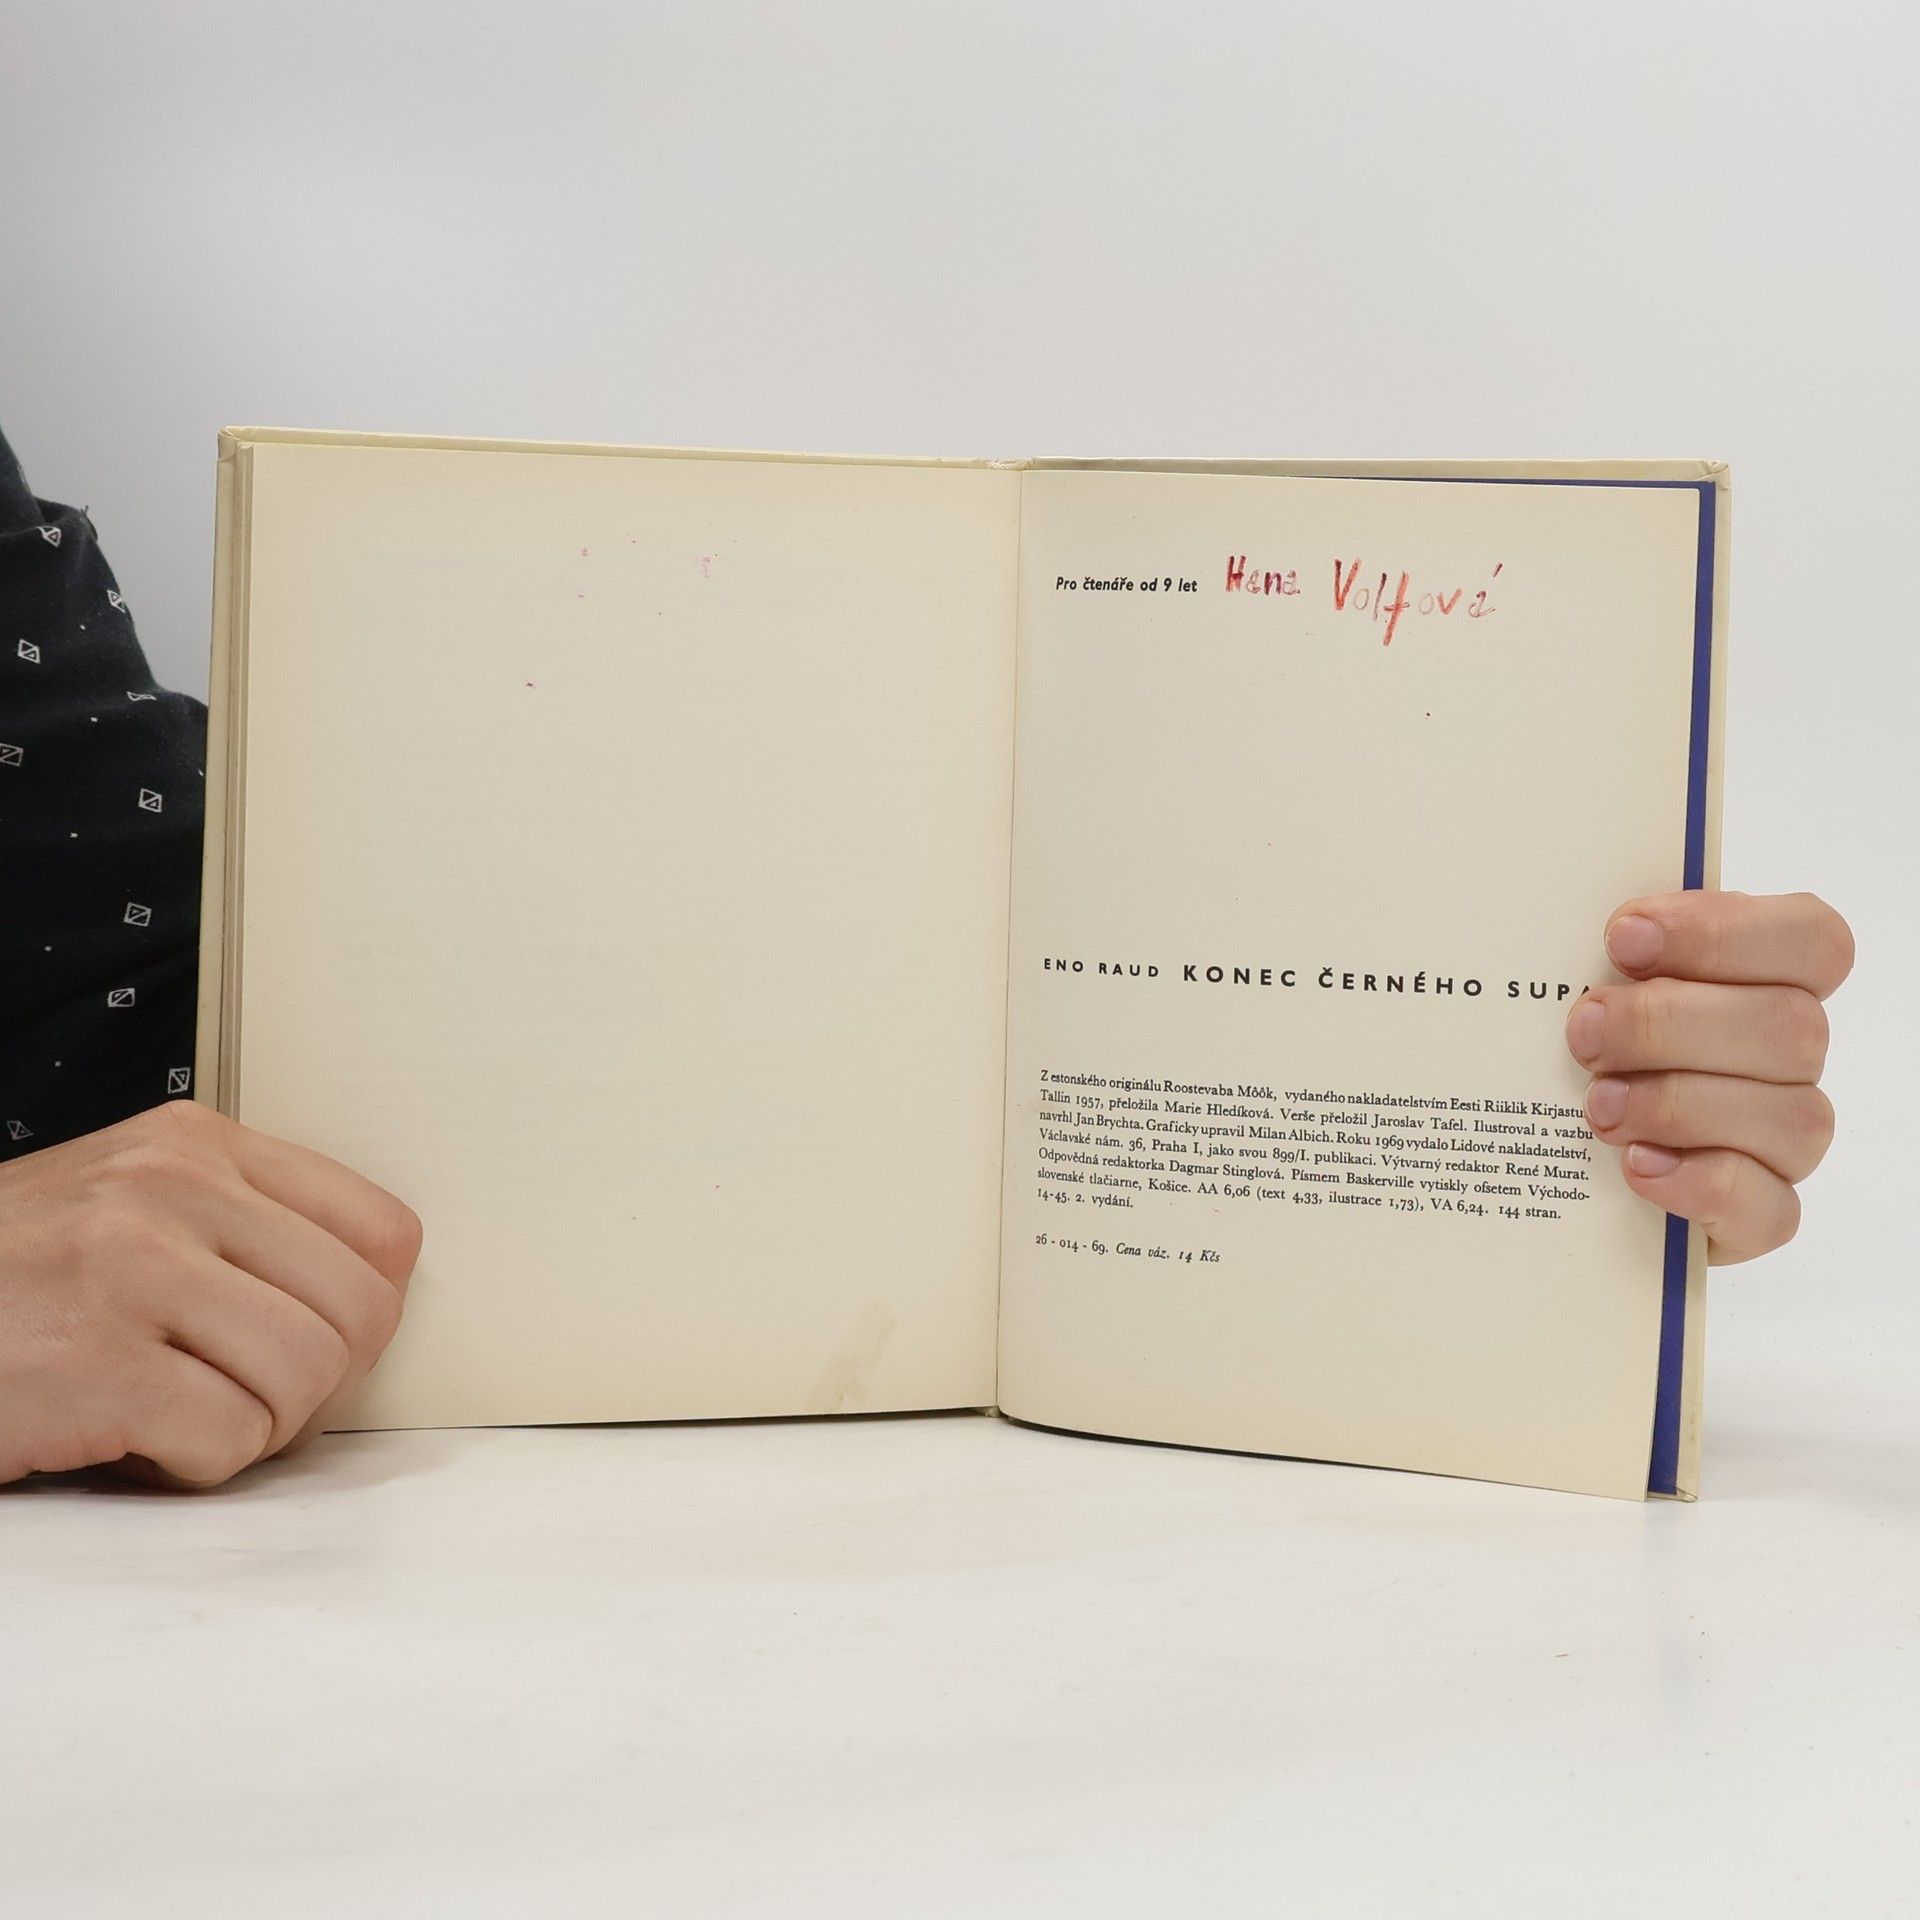 Pro čtenáře od 9 let Hana Volfová
ENO RAUD KONEC ČERNÉHO SUPA
Z estonského originálu Roostevaba Môôk, vydaného nakladatelstvím Eesti Riiklik Kirjastus,
Tallin 1957, přeložila Marie Hledíková. Verše přeložil Jaroslav Tafel. Ilustroval a vazbu
navrhl Jan Brychta. Graficky upravil Milan Albich. Roku 1969 vydalo Lidové nakladatelství,
Václavské nám. 36, Praha I, jako svou 899/I. publikaci. Výtvarný redaktor René Murat.
Odpovědná redaktorka Dagmar Stinglová. Písmem Baskerville vytiskly ofsetem Východo-
slovenské tlačiarne, Košice. AA 6,06 (text 4,33, ilustrace 1,73), VA 6,24. 144 stran.
14-45. 2. vydání.
26 - 014 - 69. Cena váz. 14 Kčs